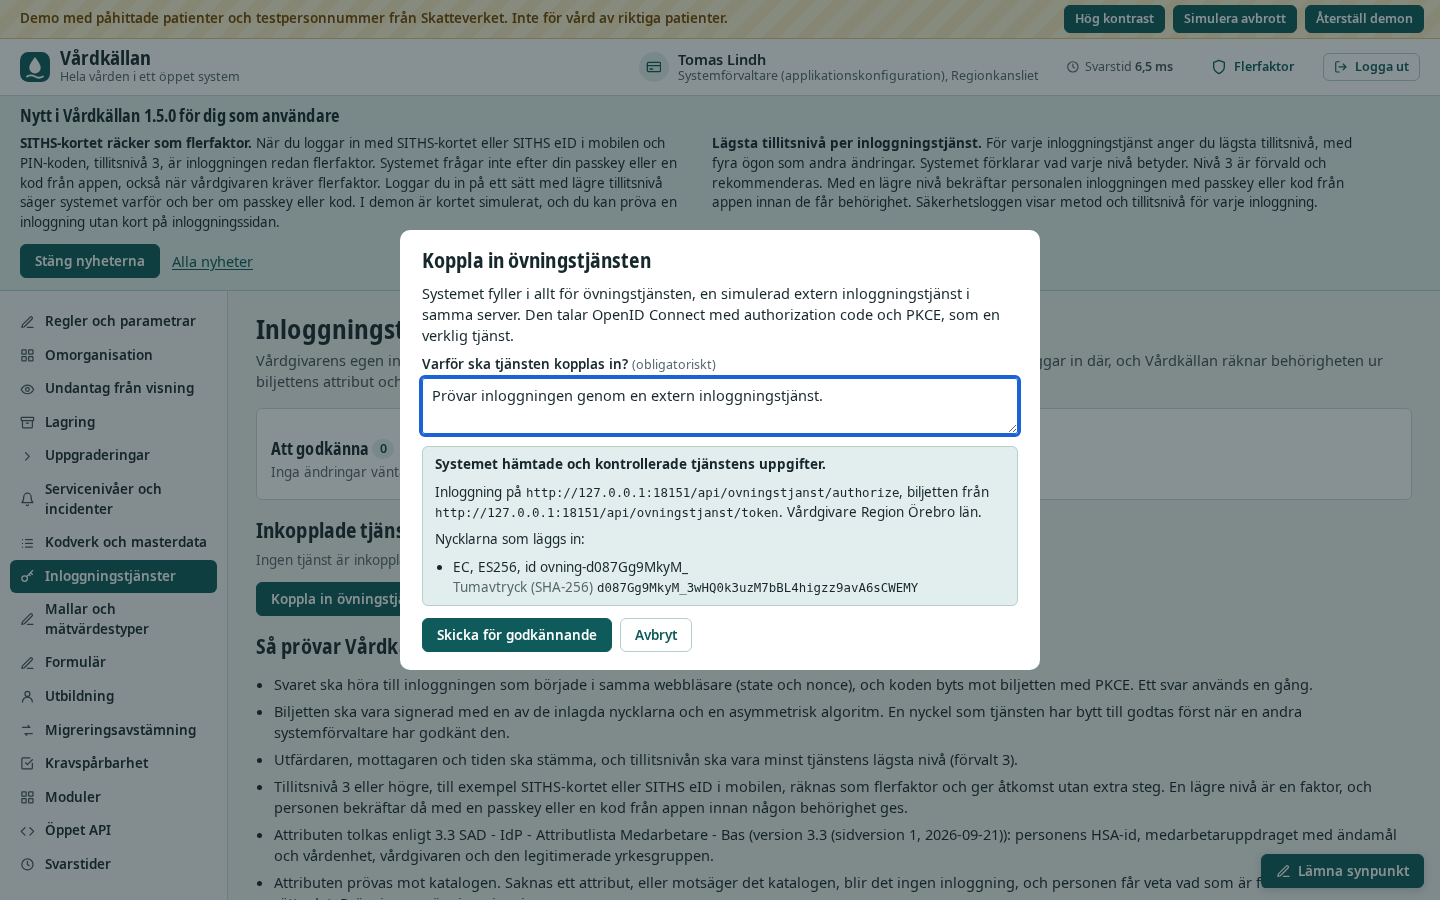 Demo med påhittade patienter och testpersonnummer från Skatteverket. Inte för vård av riktiga patienter.
Hög kontrast
Simulera avbrott
Återställ demon
Vårdkällan
Hela vården i ett öppet system
Tomas Lindh
Systemförvaltare (applikationskonfiguration), Regionkansliet
Svarstid 6,5 ms
Flerfaktor
Logga ut
Nytt i Vårdkällan 1.5.0 för dig som användare
SITHS-kortet räcker som flerfaktor. När du loggar in med SITHS-kortet eller SITHS eID i mobilen och
PIN-koden, tillitsnivå 3, är inloggningen redan flerfaktor. Systemet frågar inte efter din passkey eller en
kod från appen, också när vårdgivaren kräver flerfaktor. Loggar du in på ett sätt med lägre tillitsnivå
säger systemet varför och ber om passkey eller kod. I demon är kortet simulerat, och du kan pröva en
inloggning utan kort på inloggningssidan.
Lägsta tillitsnivå per inloggningtjänst. För varje inloggningtjänst anger du lägsta tillitsnivå, med
fyra ögon som andra ändringar. Systemet förklarar vad varje nivå betyder. Nivå 3 är förvald och
rekommenderas. Med en lägre nivå bekräftar personalen inloggningen med passkey eller kod från
appen innan de får behörighet. Säkerhetsloggen visar metod och tillitsnivå för varje inloggning.
Stäng nyheterna
Alla nyheter
Regler och parametrar
Omorganisation
Undantag från visning
Lagring
Uppgraderingar
Servicenivåer och
incidenter
Kodverk och masterdata
Inloggningstjänster
Mallar och
mätvärdestyper
Formulär
Utbildning
Migreringsavstämning
Kravspårbarhet
Moduler
Öppet API
Svarstider
Inloggningst
Vårdgivarens egen in
ggar in där, och Vårdkällan räknar behörigheten ur
biljettens attribut och
Att godkänna 0
Inga ändringar vänt
Inkopplade tjäns
Ingen tjänst är inkoppl
Koppla in övningstjä
Koppla in övningstjänsten
Systemet fyller i allt för övningstjänsten, en simulerad extern inloggningstjänst i
samma server. Den talar OpenID Connect med authorization code och PKCE, som en
verklig tjänst.
Varför ska tjänsten kopplas in? (obligatoriskt)
Prövar inloggningen genom en extern inloggningstjänst.
Systemet hämtade och kontrollerade tjänstens uppgifter.
Inloggning på http://127.0.0.1:18151/api/ovningstjanst/authorize, biljetten från
http://127.0.0.1:18151/api/ovningstjanst/token. Vårdgivare Region Örebro län.
Nycklarna som läggs in:
EC, ES256, id ovning-d087Gg9MkyM_
Tumavtryck (SHA-256) d087Gg9MkyM_3wHQ0k3uzM7bBL4higzz9avA6sCWEMY
Skicka för godkännande
Avbryt
Så prövar Vårdk
Svaret ska höra till inloggningen som började i samma webbläsare (state och nonce), och koden byts mot biljetten med PKCE. Ett svar används en gång.
Biljetten ska vara signerad med en av de inlagda nycklarna och en asymmetrisk algoritm. En nyckel som tjänsten har bytt till godtas först när en andra
systemförvaltare har godkänt den.
Utfärdaren, mottagaren och tiden ska stämma, och tillitsnivån ska vara minst tjänstens lägsta nivå (förvalt 3).
Tillitsnivå 3 eller högre, till exempel SITHS-kortet eller SITHS eID i mobilen, räknas som flerfaktor och ger åtkomst utan extra steg. En lägre nivå är en faktor, och
personen bekräftar då med en passkey eller en kod från appen innan någon behörighet ges.
Attributen tolkas enligt 3.3 SAD - IdP - Attributlista Medarbetare - Bas (version 3.3 (sidversion 1, 2026-09-21)): personens HSA-id, medarbetaruppdraget med ändamål
och vårdenhet, vårdgivaren och den legitimerade yrkesgruppen.
Attributen prövas mot katalogen. Saknas ett attribut, eller motsäger det katalogen, blir det ingen inloggning, och personen får veta vad som är f
Lämna synpunkt